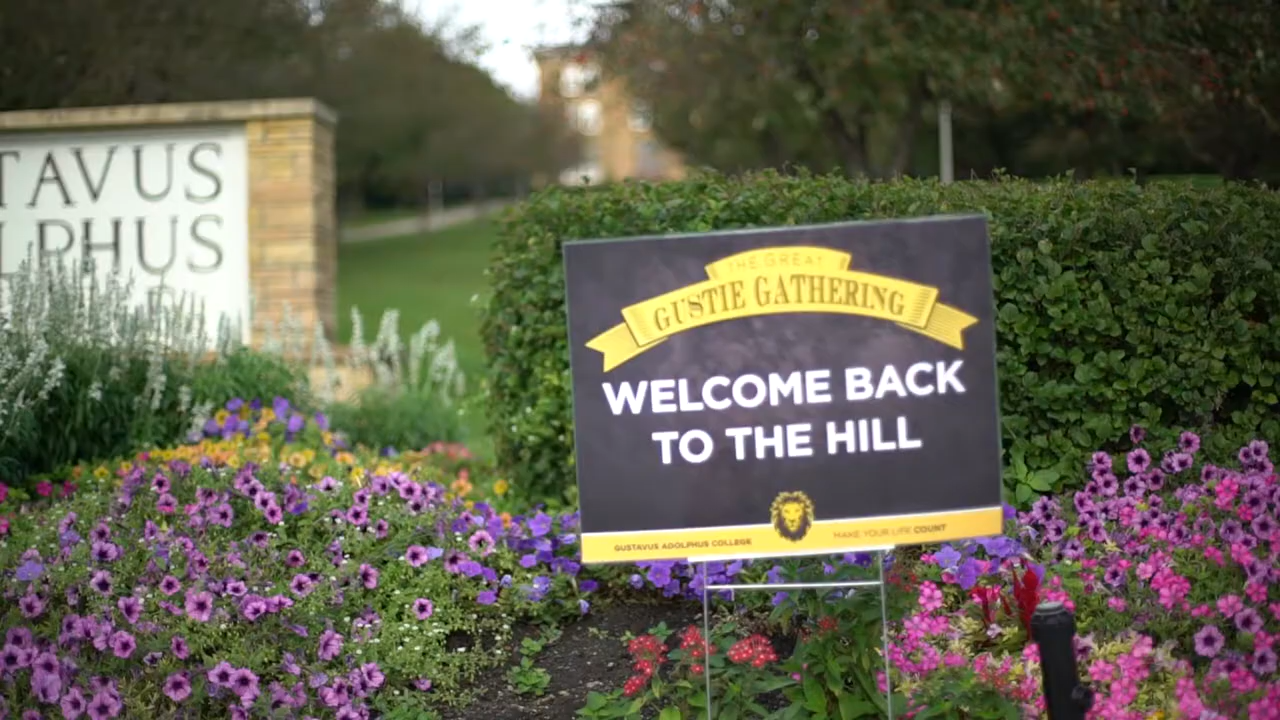 TAVUS
LPHUS
THE GREAT
GUSTIE GATHERING
WELCOME BACK
TO THE HILL
GUSTAVUS ADOLPHUS COLLEGE
MAKE YOUR LIFE COUNT